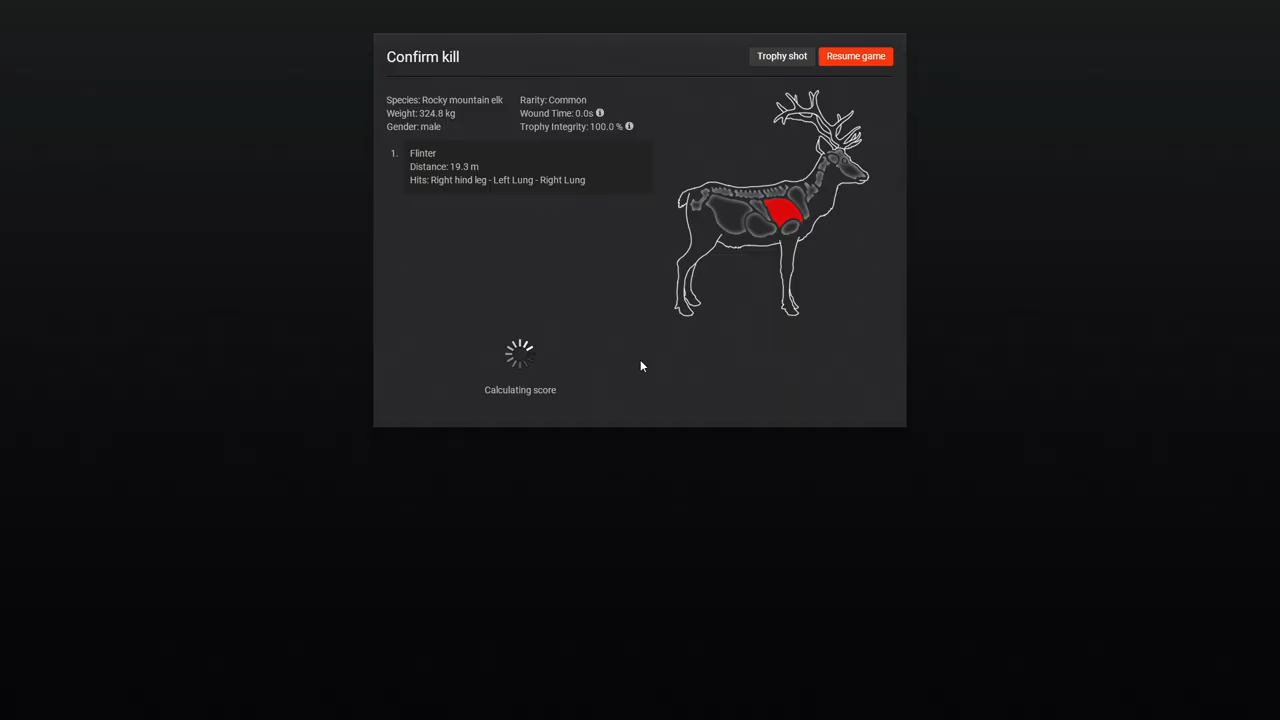 Confirm kill
Trophy shot
Resume game
Species: Rocky mountain elk
Rarity: Common
Weight: 324.8 kg
Wound Time: 0.0s
Gender: male
Trophy Integrity: 100.0 %
1.
Flinter
Distance: 19.3 m
Hits: Right hind leg - Left Lung - Right Lung
Calculating score